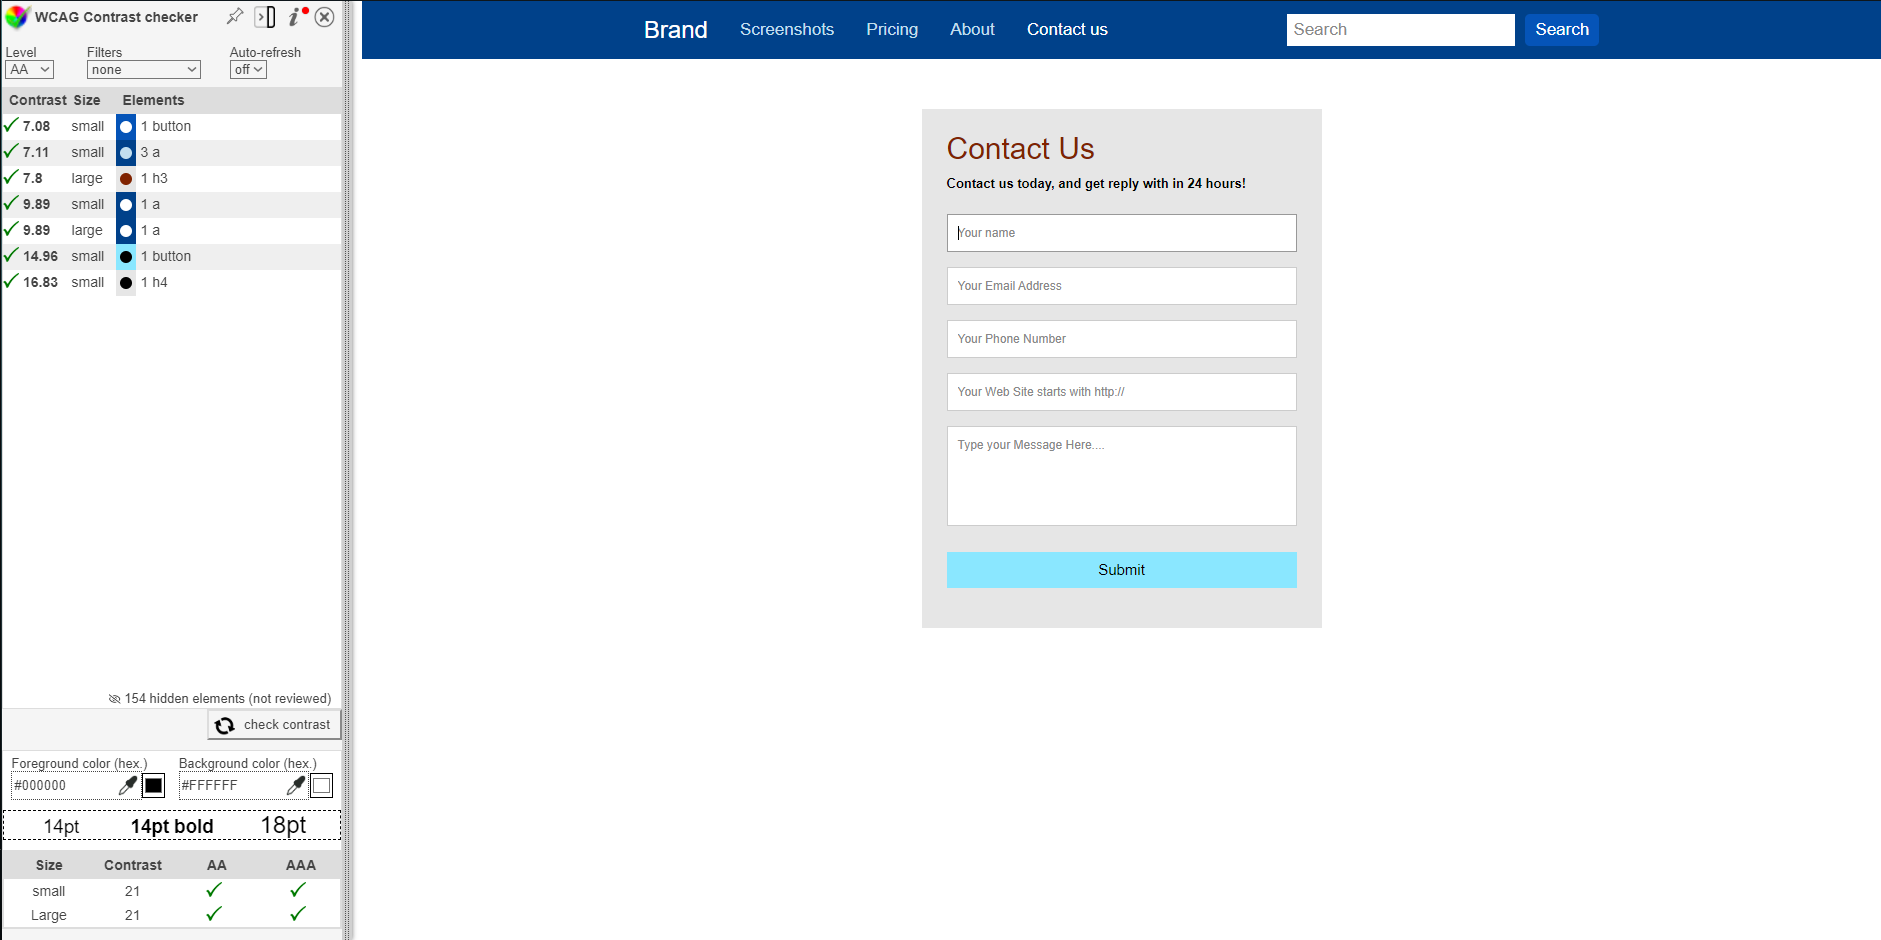 WCAG Contrast checker
Level Filters Auto-refresh
AA none off
Contrast Size Elements
7.08 small 1 button
7.11 small 3 a
7.8 large 1 h3
9.89 small 1 a
9.89 large 1 a
14.96 small 1 button
16.83 small 1 h4
154 hidden elements (not reviewed)
check contrast
Foreground color (hex.) Background color (hex.)
#000000 #FFFFFF
14pt 14pt bold 18pt
Size Contrast AA AAA
small 21
Large 21
Brand Screenshots Pricing About Contact us Search Search
Contact Us
Contact us today, and get reply with in 24 hours!
Your name
Your Email Address
Your Phone Number
Your Web Site starts with http://
Type your Message Here....
Submit